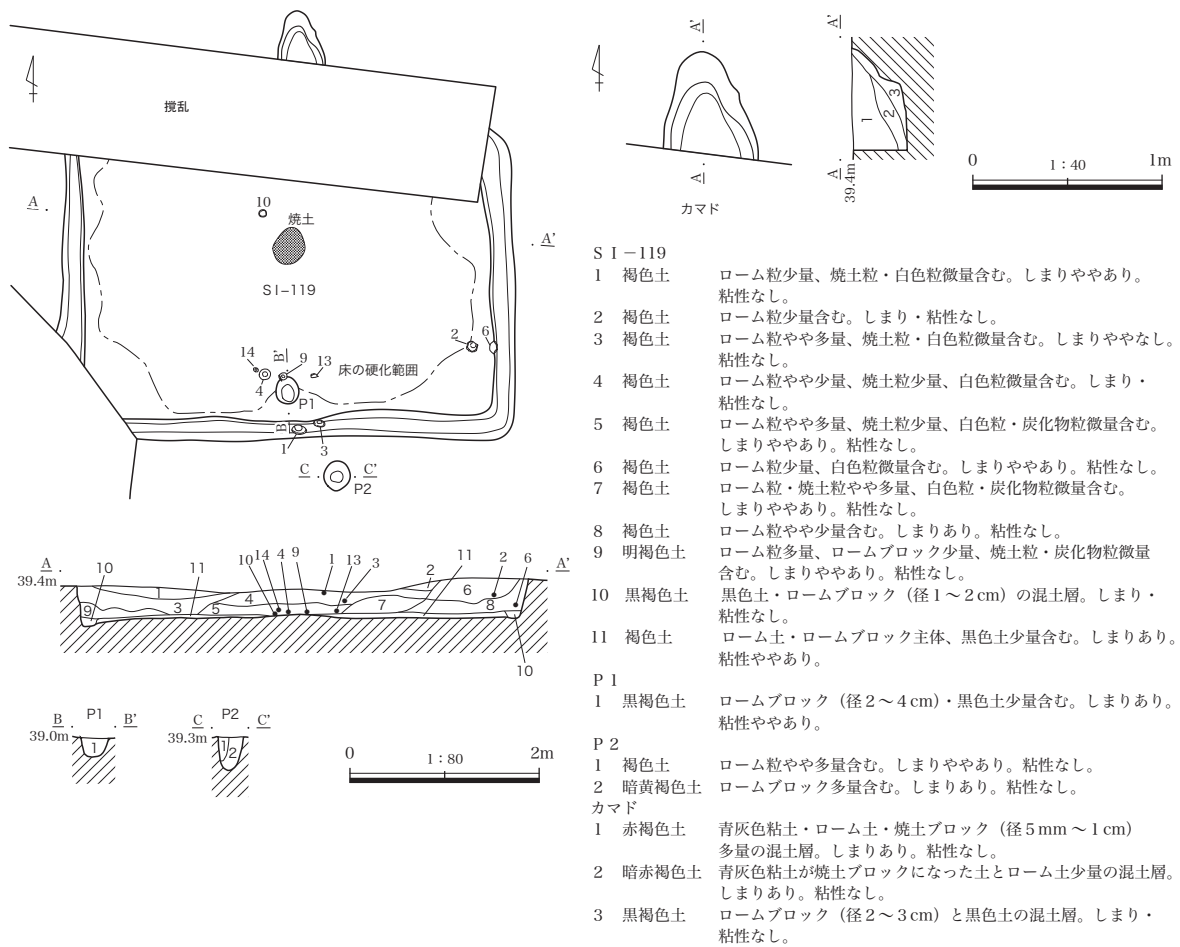 撹乱
A
A'
10
焼土
SI–119
2
6
14
B'
9
13
床の硬化範囲
4
P1
B
1
3
C
C'
P2
A
39.4m
10
11
10
14
4
9
1
13
3
11
2
2
6
A'
1
4
6
9
3
5
7
8
10
B
P1
B'
39.0m
1
C
P2
C'
39.3m
1
2
0
1:80
2m
A'
A
カマド
A'
1
2
3
A
39.4m
0
1:40
1m
SI－119
1 褐色土 ローム粒少量、焼土粒・白色粒微量含む。しまりややあり。
粘性なし。
2 褐色土 ローム粒少量含む。しまり・粘性なし。
3 褐色土 ローム粒やや多量、焼土粒・白色粒微量含む。しまりややなし。
粘性なし。
4 褐色土 ローム粒やや少量、焼土粒少量、白色粒微量含む。しまり・
粘性なし。
5 褐色土 ローム粒やや多量、焼土粒少量、白色粒・炭化物粒微量含む。
しまりややあり。粘性なし。
6 褐色土 ローム粒少量、白色粒微量含む。しまりややあり。粘性なし。
7 褐色土 ローム粒・焼土粒やや多量、白色粒・炭化物粒微量含む。
しまりややあり。粘性なし。
8 褐色土 ローム粒やや少量含む。しまりあり。粘性なし。
9 明褐色土 ローム粒多量、ロームブロック少量、焼土粒・炭化物粒微量
含む。しまりややあり。粘性なし。
10 黒褐色土 黒色土・ロームブロック（径1～2cm）の混土層。しまり・
粘性なし。
11 褐色土 ローム土・ロームブロック主体、黒色土少量含む。しまりあり。
粘性ややあり。
P1
1 黒褐色土 ロームブロック（径2～4cm）・黒色土少量含む。しまりあり。
粘性ややあり。
P2
1 褐色土 ローム粒やや多量含む。しまりややあり。粘性なし。
2 暗黄褐色土 ロームブロック多量含む。しまりあり。粘性なし。
カマド
1 赤褐色土 青灰色粘土・ローム土・焼土ブロック（径5mm～1cm）
多量の混土層。しまりあり。粘性なし。
2 暗赤褐色土 青灰色粘土が焼土ブロックになった土とローム土少量の混土層。
しまりあり。粘性なし。
3 黒褐色土 ロームブロック（径2～3cm）と黒色土の混土層。しまり・
粘性なし。